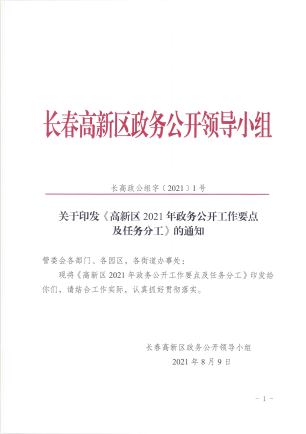 长春高新区政务公开领导小组
长高政公组字〔2021〕1号
关于印发《高新区2021年政务公开工作要点
及任务分工》的通知
管委会各部门、各园区、各街道办事处：
现将《高新区2021年政务公开工作要点及任务分工》印发给
你们，请结合工作实际，认真抓好贯彻落实。
长春高新区政务公开领导小组
2021年8月9日
- 1 -